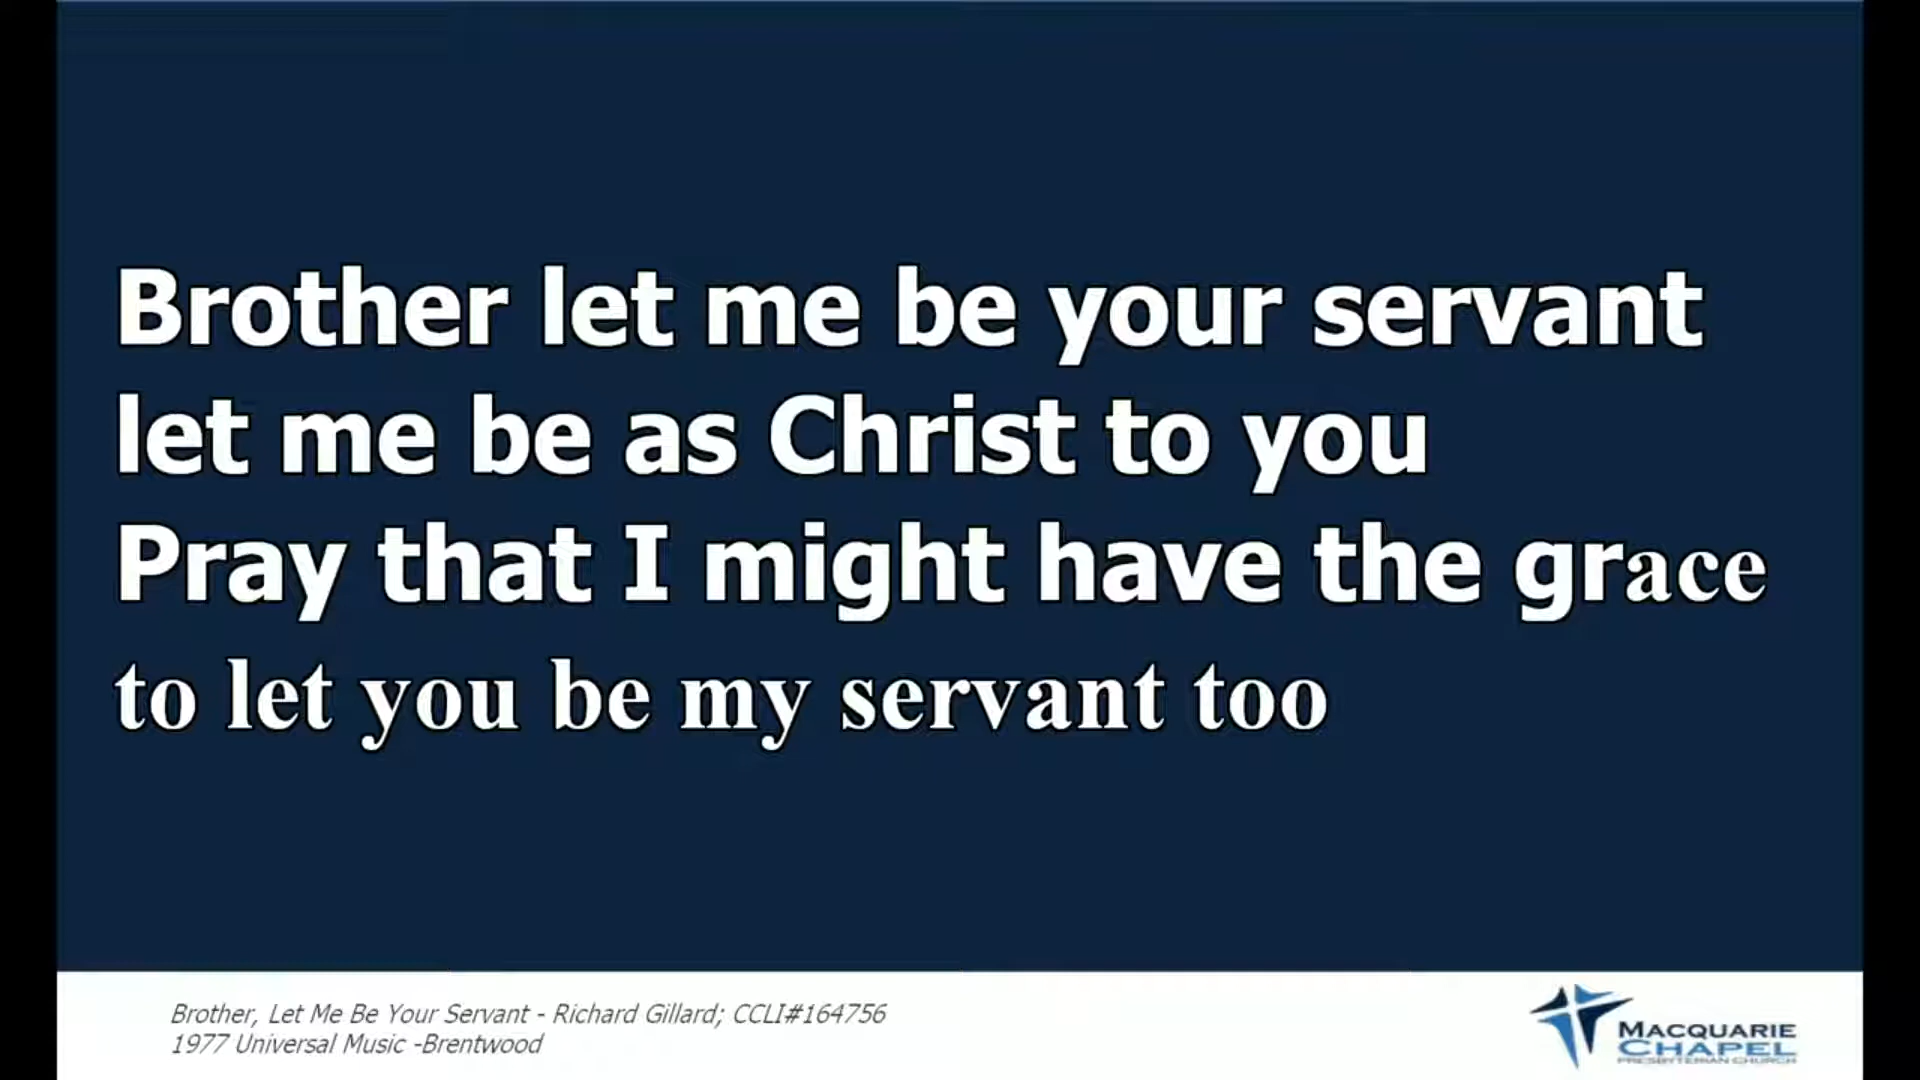 Brother let me be your servant
let me be as Christ to you
Pray that I might have the grace
to let you be my servant too
Brother, Let Me Be Your Servant - Richard Gillard; CCLI#164756
1977 Universal Music -Brentwood
MACQUARIE
CHAPEL
PRESBYTERIAN CHURCH